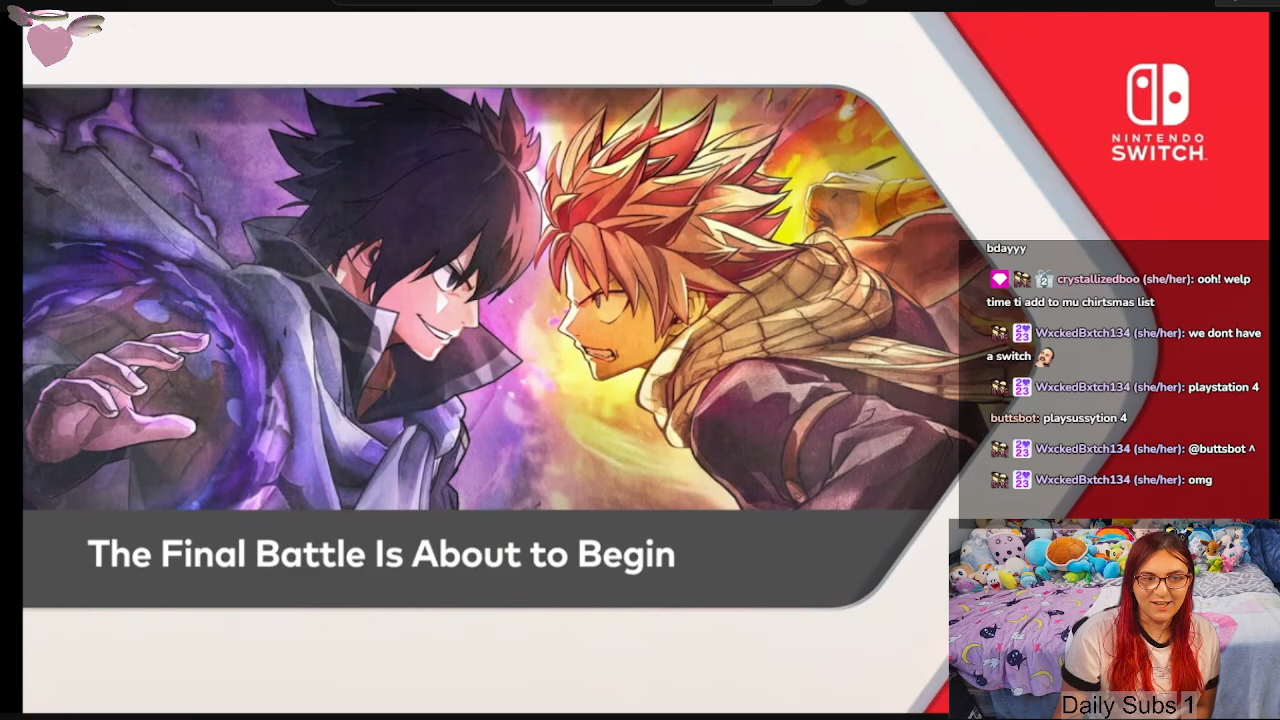 NINTENDO
SWITCH
bdayyy
crystallizedboo (she/her): ooh! welp
time ti add to mu chirtsmas list
WxckedBxtch134 (she/her): we dont have
a switch
WxckedBxtch134 (she/her): playstation 4
buttsbot: playsussytion 4
WxckedBxtch134 (she/her): @buttsbot ^
WxckedBxtch134 (she/her): omg
The Final Battle Is About to Begin
Daily Subs 1